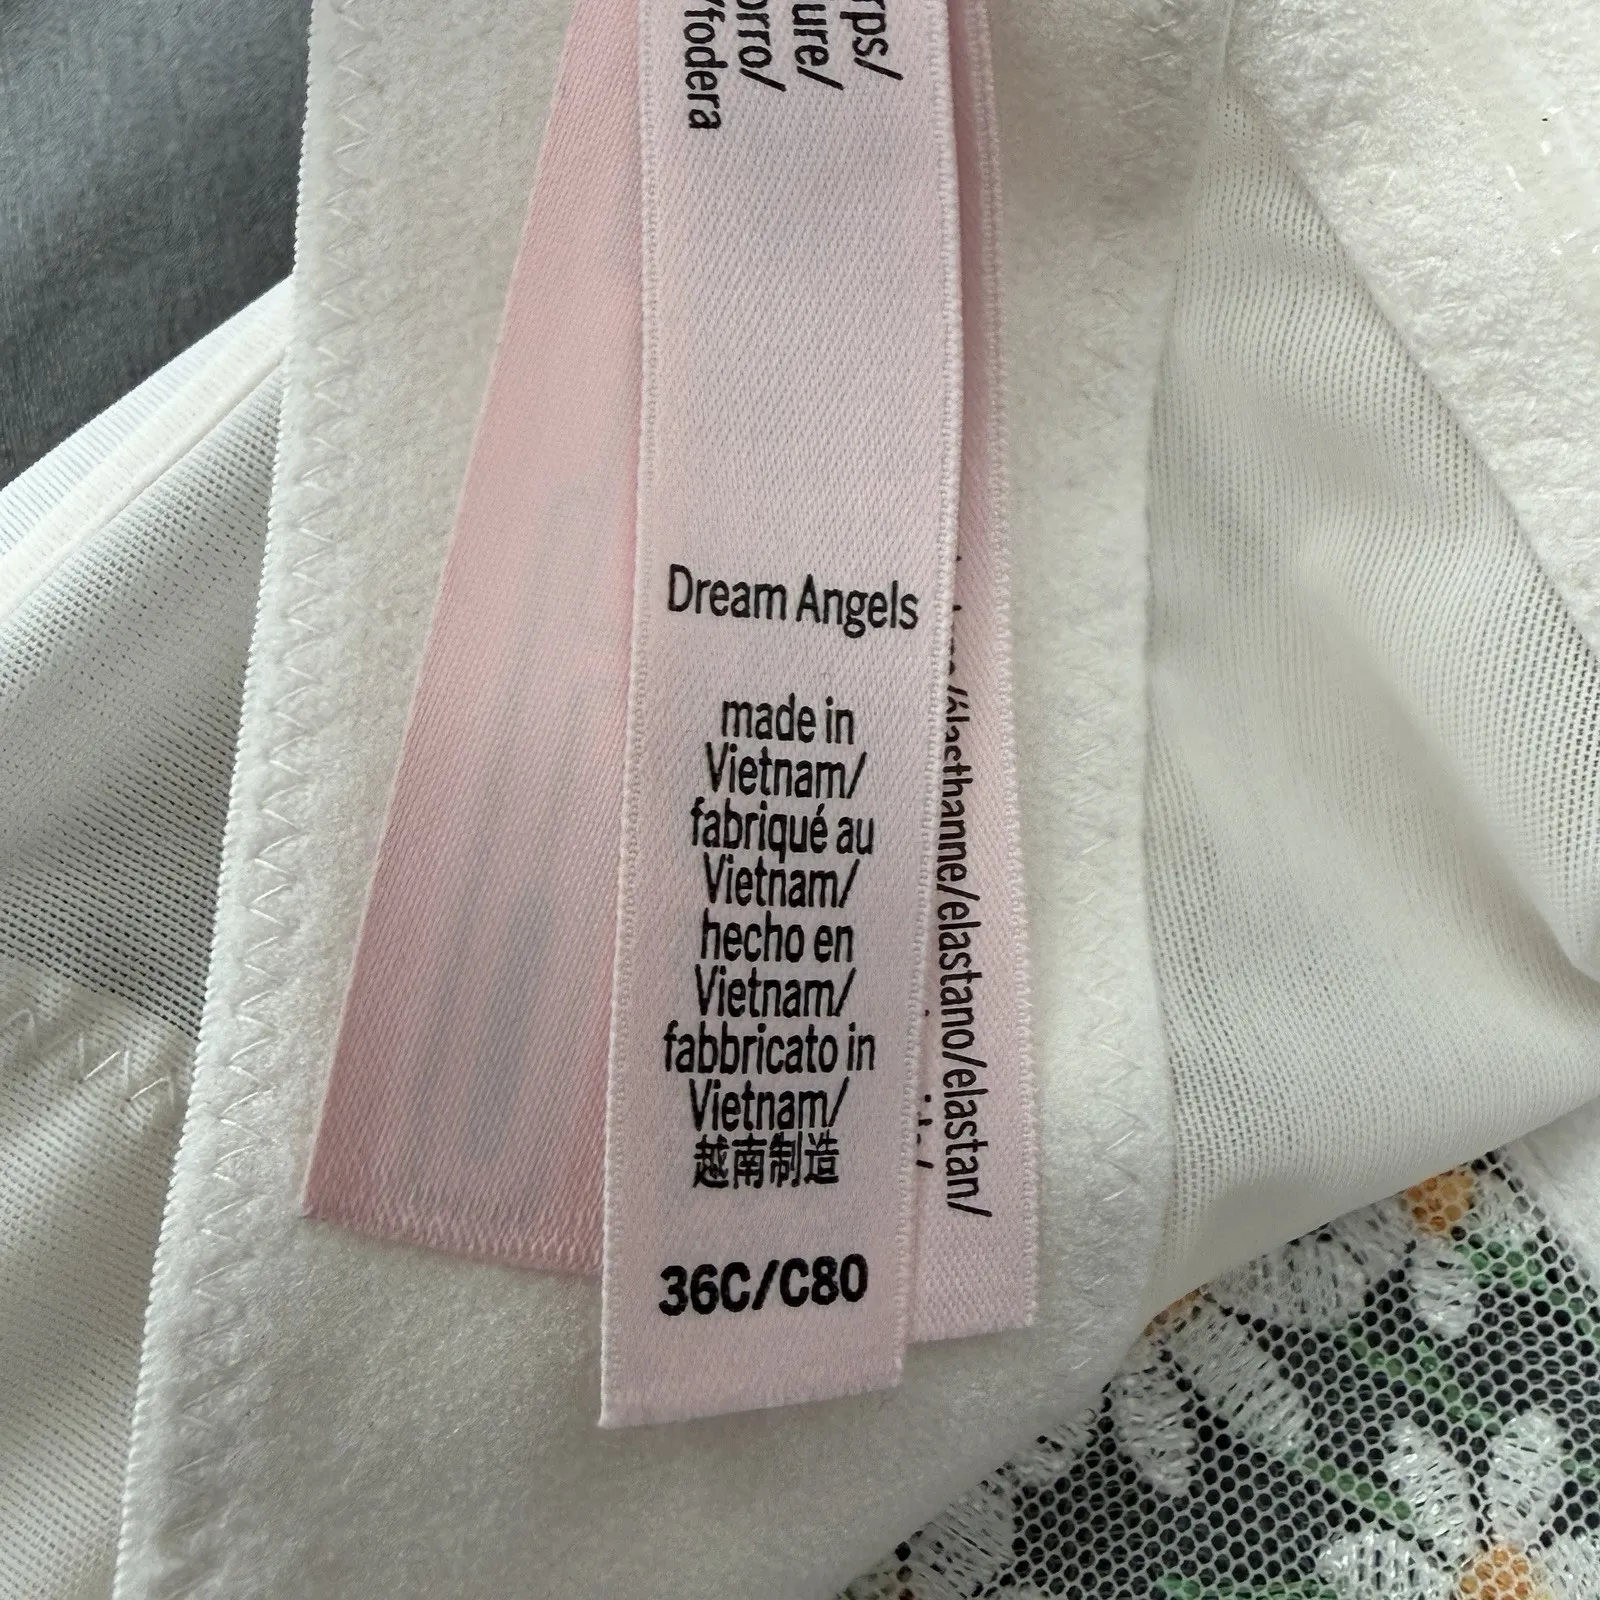 rps/
ure/
orro/
/fodera
Dream Angels
made in
Vietnam/
fabriqué au
Vietnam/
hecho en
Vietnam/
fabbricato in
Vietnam/
越南制造
36C/C80
/élasthanne/elastano/elastan/